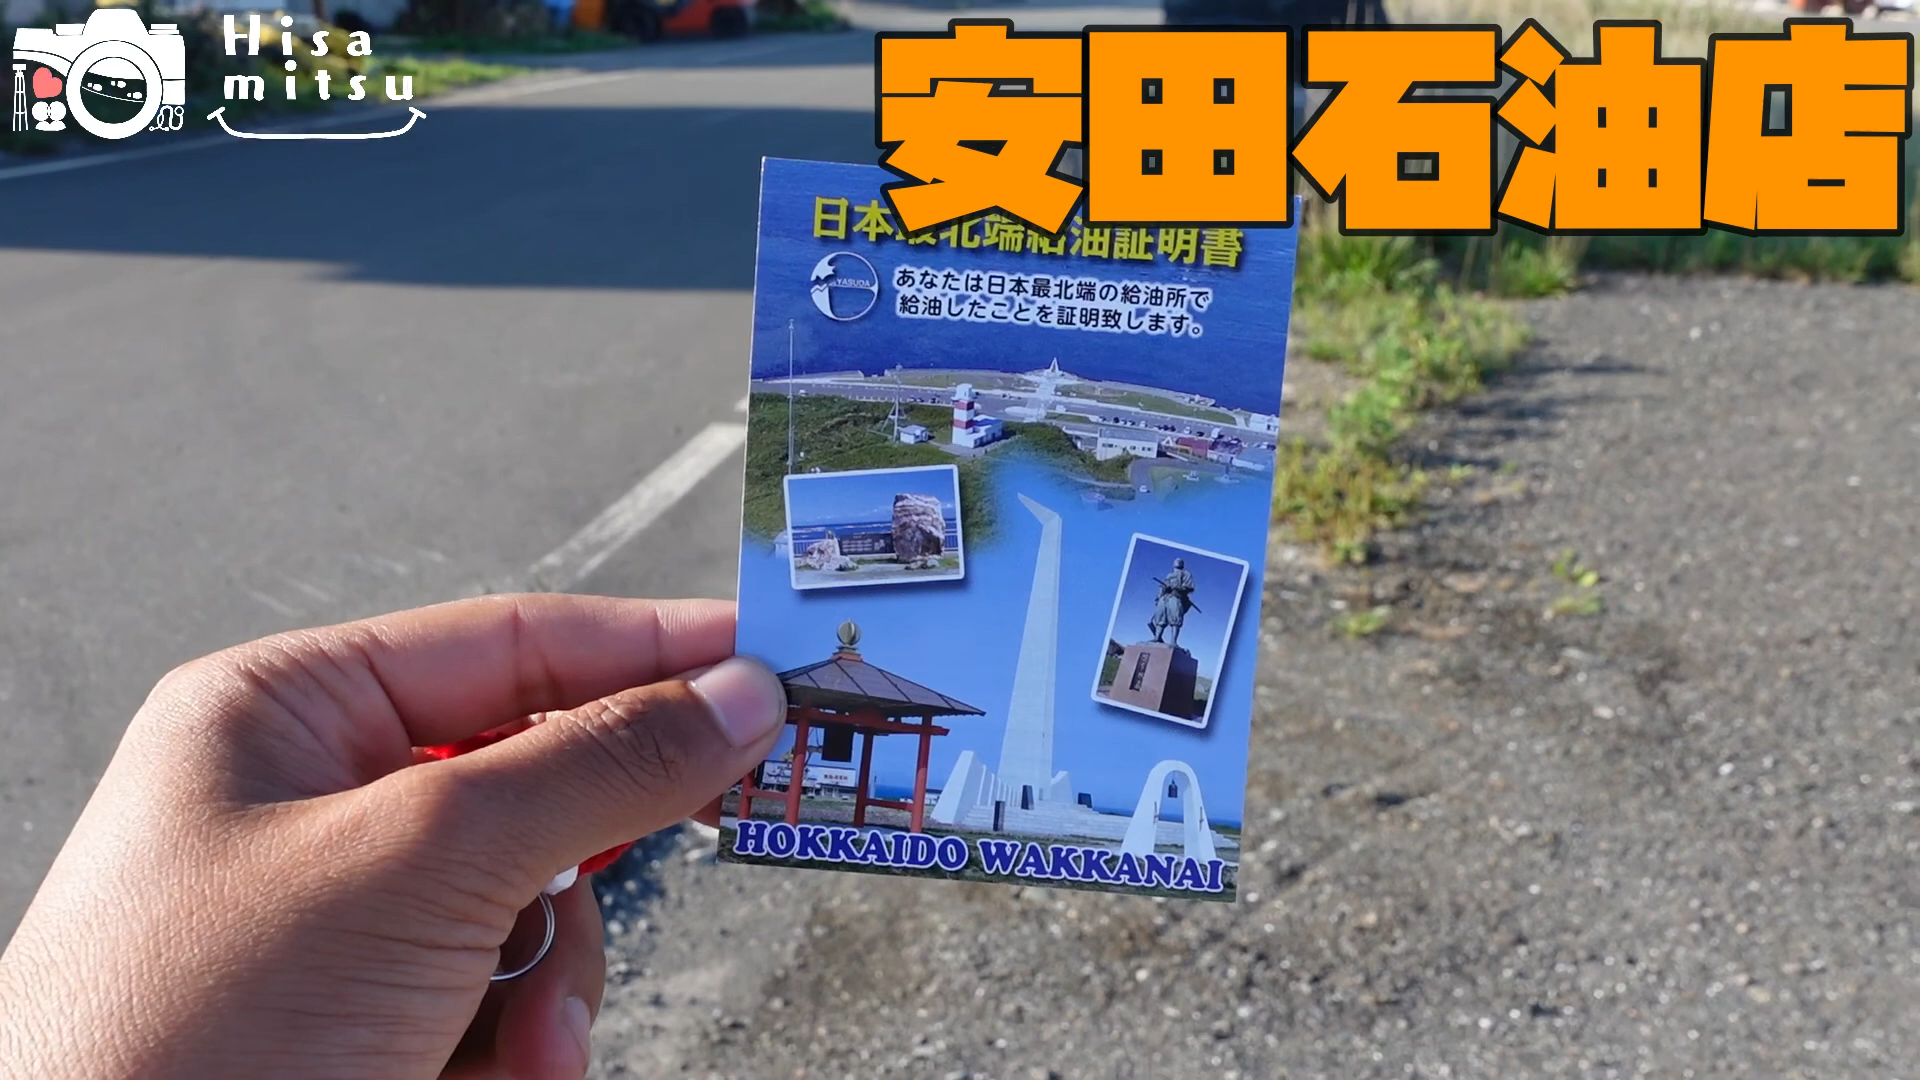 Hisa
mitsu
安田石油店
日本最北端給油証明書
YASUDA
あなたは日本最北端の給油所で
給油したことを証明致します。
HOKKAIDO WAKKANAI